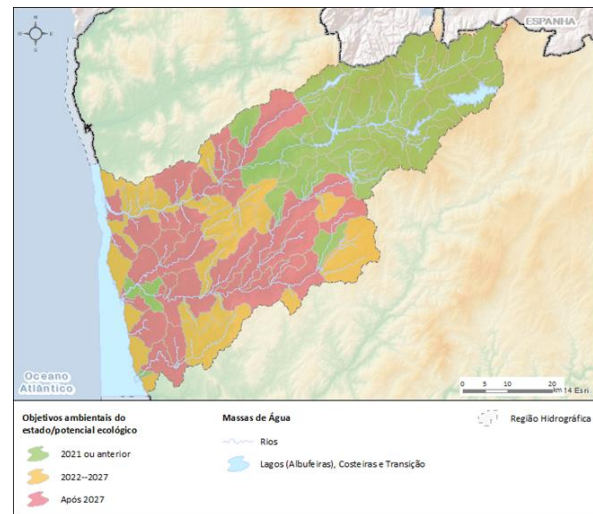 N
ESPANHA
Oceano
Atlântico
0 5 10 20
km 14 Esri
Objetivos ambientais do
estado/potencial ecológico
2021 ou anterior
2022--2027
Após 2027
Massas de Água
Rios
Lagos (Albufeiras), Costeiras e Transição
Região Hidrográfica